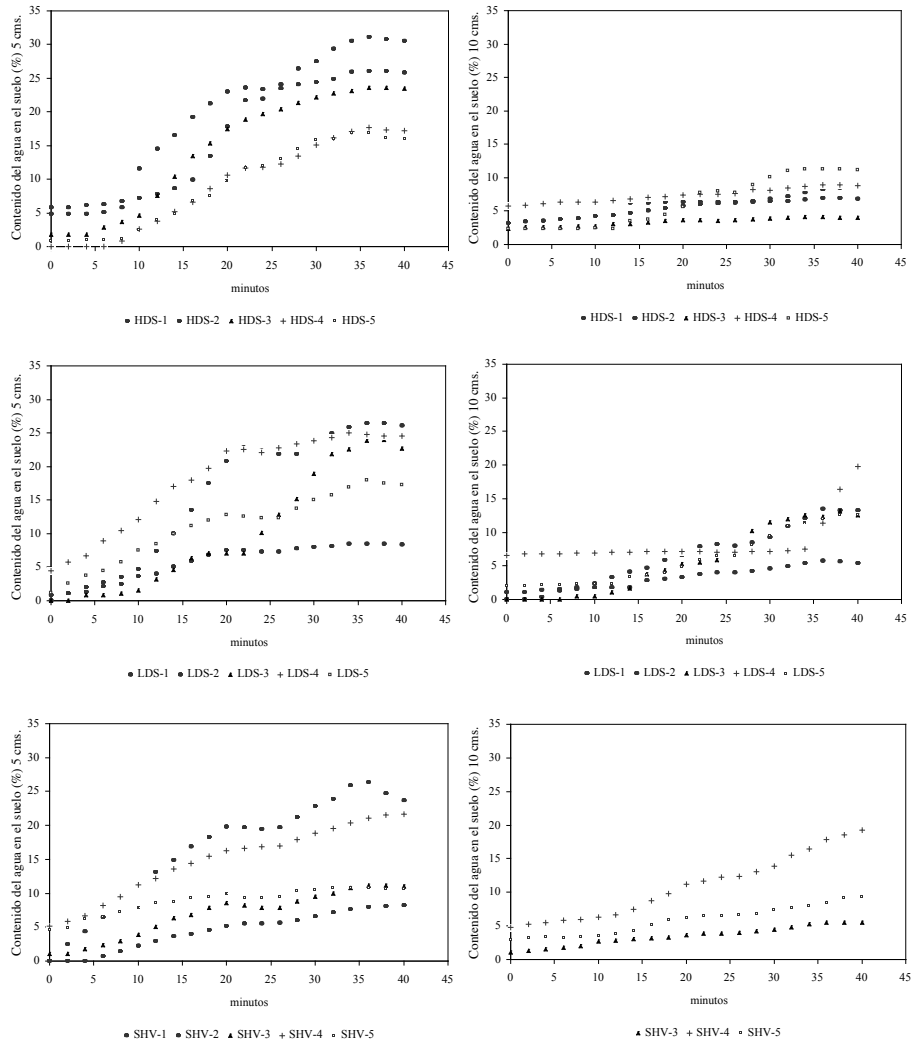 Contenido del agua en el suelo (%) 5 cms.
35
30
25
20
15
10
5
0
0 5 10 15 20 25 30 35 40 45
minutos
HDS-1 HDS-2 HDS-3 HDS-4 HDS-5
Contenido del agua en el suelo (%) 10 cms.
35
30
25
20
15
10
5
0
0 5 10 15 20 25 30 35 40 45
minutos
HDS-1 HDS-2 HDS-3 HDS-4 HDS-5
Contenido del agua en el suelo (%) 5 cms.
35
30
25
20
15
10
5
0
0 5 10 15 20 25 30 35 40 45
minutos
LDS-1 LDS-2 LDS-3 LDS-4 LDS-5
Contenido del agua en el suelo (%) 10 cms.
35
30
25
20
15
10
5
0
0 5 10 15 20 25 30 35 40 45
minutos
LDS-1 LDS-2 LDS-3 LDS-4 LDS-5
Contenido del agua en el suelo (%) 5 cms.
35
30
25
20
15
10
5
0
0 5 10 15 20 25 30 35 40 45
minutos
SHV-1 SHV-2 SHV-3 SHV-4 SHV-5
Contenido del agua en el suelo (%) 10 cms.
35
30
25
20
15
10
5
0
0 5 10 15 20 25 30 35 40 45
minutos
SHV-3 SHV-4 SHV-5